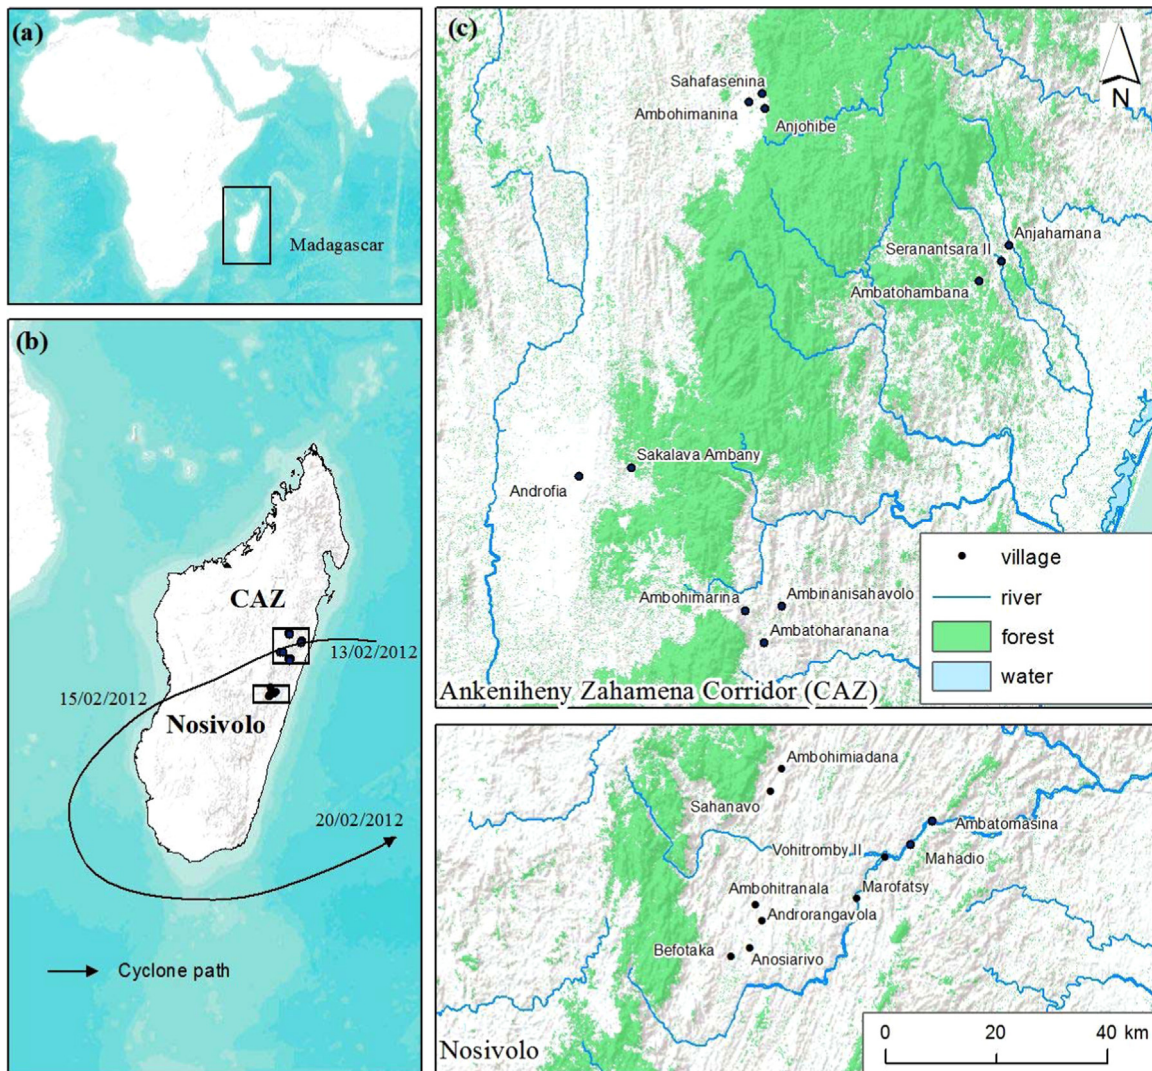 (a)
Madagascar
(b)
CAZ
13/02/2012
15/02/2012
Nosivolo
20/02/2012
Cyclone path
(c)
N
Sahafasenina
Ambohimanina
Anjohibe
Anjahamana
Seranantsara II
Ambatohambana
Sakalava Ambany
Androfia
Ambohimarina
Ambinanisahavolo
Ambatoharanana
village
river
forest
water
Ankeniheny Zahamena Corridor (CAZ)
Ambohimiadana
Sahanavo
Ambatomasina
Vohitromby II
Mahadio
Ambohitranala
Marofatsy
Androrangavola
Befotaka
Anosiarivo
Nosivolo
0 20 40 km